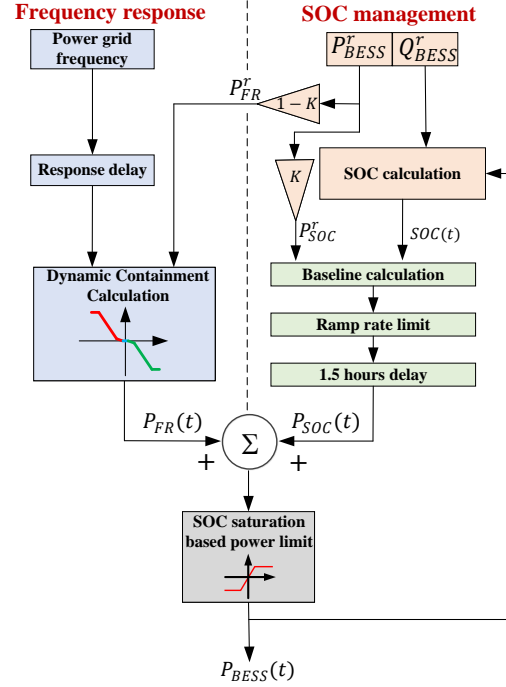 Frequency response
SOC management
Power grid
frequency
P^r_BESS
Q^r_BESS
P^r_FR
1 − K
Response delay
K
SOC calculation
P^r_SOC
SOC(t)
Dynamic Containment
Calculation
Baseline calculation
Ramp rate limit
1.5 hours delay
P_FR(t)
P_SOC(t)
Σ
+
+
SOC saturation
based power limit
P_BESS(t)